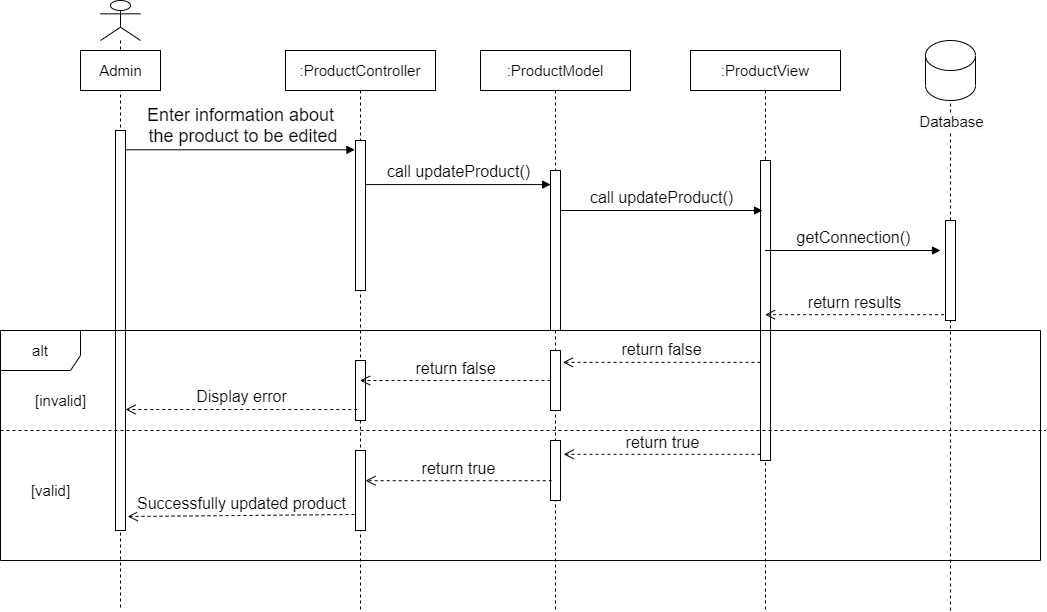 Admin
:ProductController
:ProductModel
:ProductView
Database
Enter information about
the product to be edited
call updateProduct()
call updateProduct()
getConnection()
return results
alt
return false
return false
Display error
[invalid]
return true
return true
[valid]
Successfully updated product